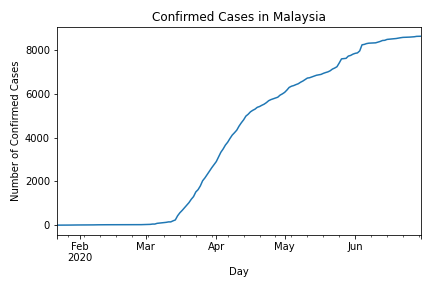 Confirmed Cases in Malaysia
Number of Confirmed Cases
8000
6000
4000
2000
0
Feb Mar Apr May Jun
2020
Day